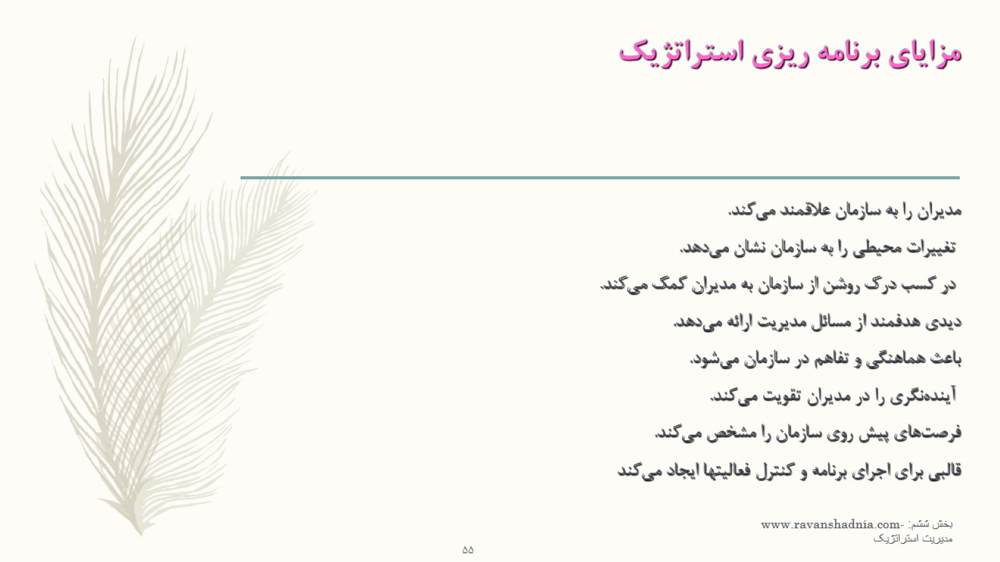 مزایای برنامه ریزی استراتژیک
مدیران را به سازمان علاقمند می‌کند.
تغییرات محیطی را به سازمان نشان می‌دهد.
در کسب درک روشن از سازمان به مدیران کمک می‌کند.
دیدی هدفمند از مسائل مدیریت ارائه می‌دهد.
باعث هماهنگی و تفاهم در سازمان می‌شود.
آینده‌نگری را در مدیران تقویت می‌کند.
فرصت‌های پیش روی سازمان را مشخص می‌کند.
قالبی برای اجرای برنامه و کنترل فعالیتها ایجاد می‌کند
بخش ششم: -www.ravanshadnia.com
مدیریت استراتژیک
۵۵